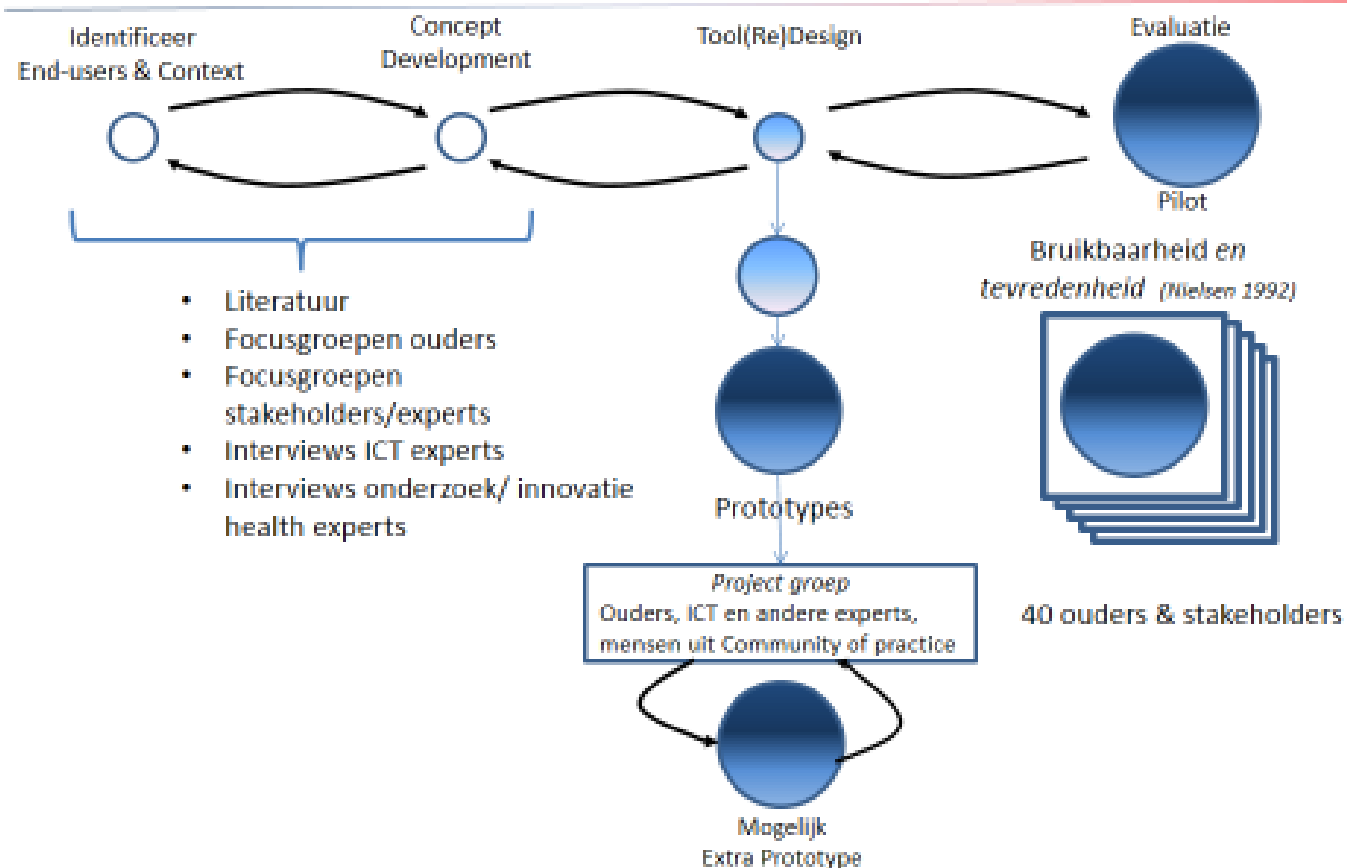 Identificeer
End-users & Context
Concept
Development
Tool(Re)Design
Evaluatie
Pilot
• Literatuur
• Focusgroepen ouders
• Focusgroepen
stakeholders/experts
• Interviews ICT experts
• Interviews onderzoek/ innovatie
health experts
Prototypes
Project groep
Ouders, ICT en andere experts,
mensen uit Community of practice
Mogelijk
Extra Prototype
Bruikbaarheid en
tevredenheid (Nielsen 1992)
40 ouders & stakeholders